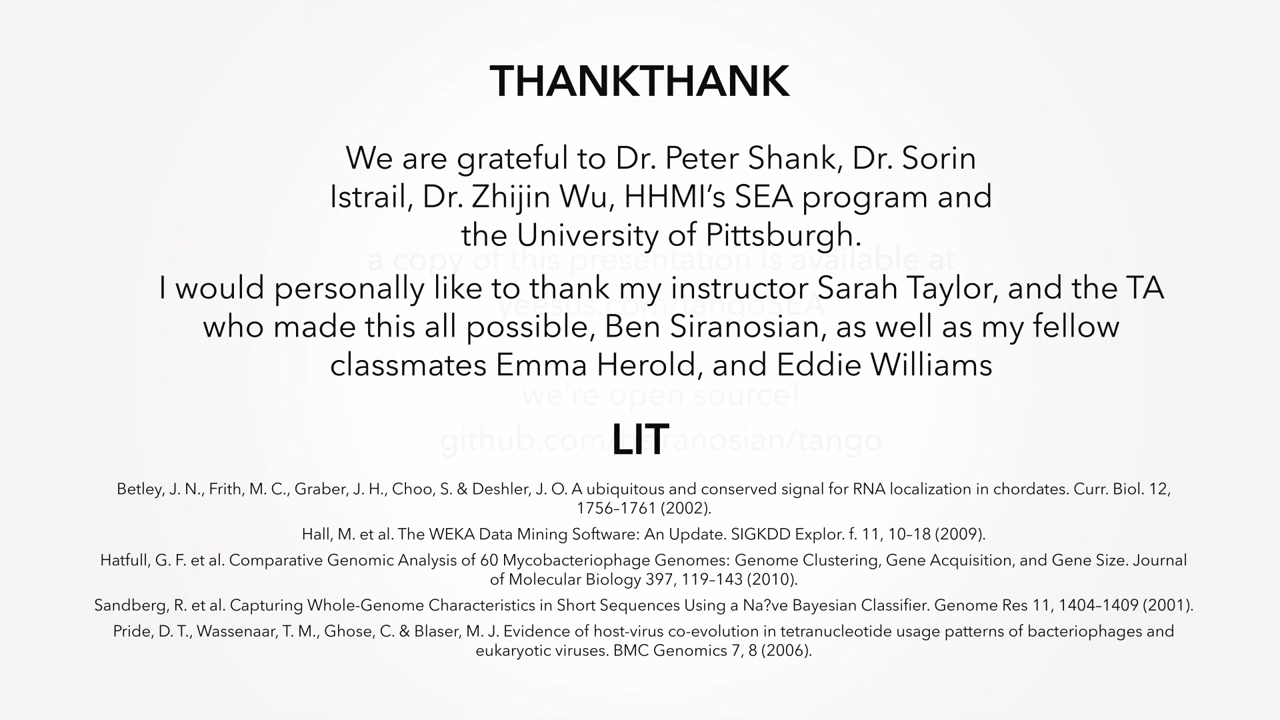 THANKTHANK
We are grateful to Dr. Peter Shank, Dr. Sorin
Istrail, Dr. Zhijin Wu, HHMI's SEA program and
the University of Pittsburgh.
a copy of this presentation is available at
I would personally like to thank my instructor Sarah Taylor, and the TA
who made this all possible, Ben Siranosian, as well as my fellow
classmates Emma Herold, and Eddie Williams
we're open source!
LIT
Betley, J. N., Frith, M. C., Graber, J. H., Choo, S. & Deshler, J. O. A ubiquitous and conserved signal for RNA localization in chordates. Curr. Biol. 12,
1756–1761 (2002).
Hall, M. et al. The WEKA Data Mining Software: An Update. SIGKDD Explor. f. 11, 10–18 (2009).
Hatfull, G. F. et al. Comparative Genomic Analysis of 60 Mycobacteriophage Genomes: Genome Clustering, Gene Acquisition, and Gene Size. Journal
of Molecular Biology 397, 119–143 (2010).
Sandberg, R. et al. Capturing Whole-Genome Characteristics in Short Sequences Using a Na?ve Bayesian Classifier. Genome Res 11, 1404–1409 (2001).
Pride, D. T., Wassenaar, T. M., Ghose, C. & Blaser, M. J. Evidence of host-virus co-evolution in tetranucleotide usage patterns of bacteriophages and
eukaryotic viruses. BMC Genomics 7, 8 (2006).